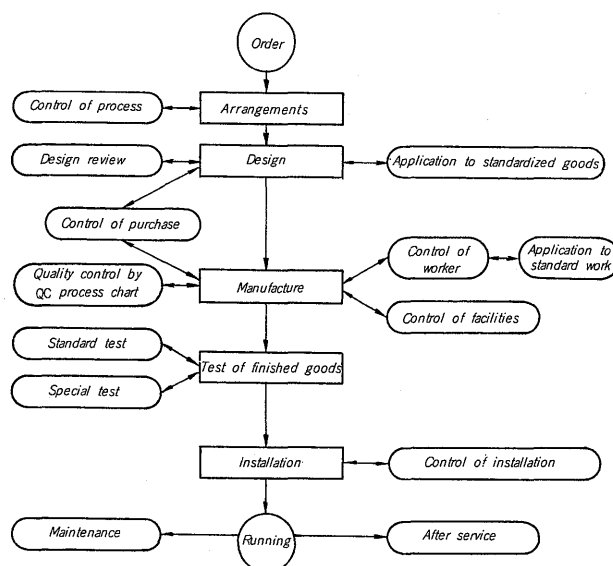 Order
Control of process
Arrangements
Design review
Design
Application to standardized goods
Control of purchase
Control of
worker
Application to
standard work
Quality control by
QC process chart
Manufacture
Control of facilities
Standard test
Test of finished goods
Special test
Installation
Control of installation
Maintenance
Running
After service